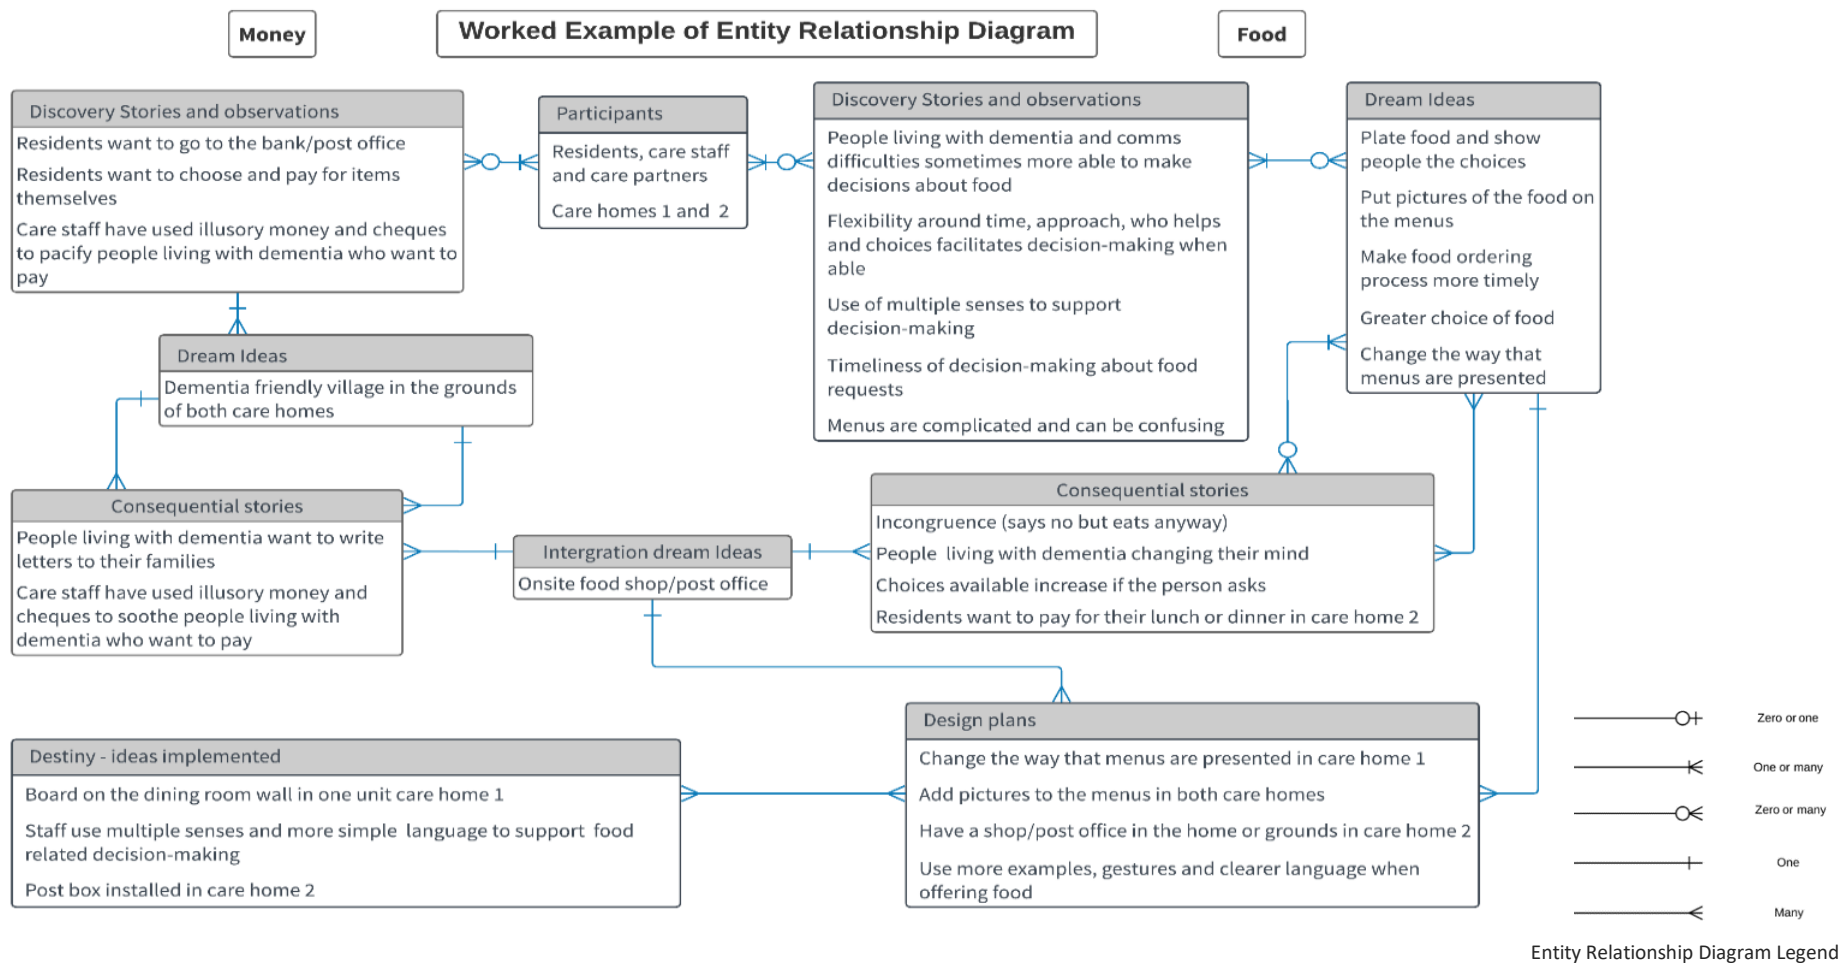 Money
Worked Example of Entity Relationship Diagram
Food
Discovery Stories and observations
Residents want to go to the bank/post office
Residents want to choose and pay for items
themselves
Care staff have used illusory money and cheques
to pacify people living with dementia who want to
pay
Participants
Residents, care staff
and care partners
Care homes 1 and 2
Discovery Stories and observations
People living with dementia and comms
difficulties sometimes more able to make
decisions about food
Flexibility around time, approach, who helps
and choices facilitates decision-making when
able
Use of multiple senses to support
decision-making
Timeliness of decision-making about food
requests
Menus are complicated and can be confusing
Dream Ideas
Plate food and show
people the choices
Put pictures of the food on
the menus
Make food ordering
process more timely
Greater choice of food
Change the way that
menus are presented
Dream Ideas
Dementia friendly village in the grounds
of both care homes
Consequential stories
People living with dementia want to write
letters to their families
Care staff have used illusory money and
cheques to soothe people living with
dementia who want to pay
Intergration dream Ideas
Onsite food shop/post office
Consequential stories
Incongruence (says no but eats anyway)
People living with dementia changing their mind
Choices available increase if the person asks
Residents want to pay for their lunch or dinner in care home 2
Destiny - ideas implemented
Board on the dining room wall in one unit care home 1
Staff use multiple senses and more simple language to support food
related decision-making
Post box installed in care home 2
Design plans
Change the way that menus are presented in care home 1
Add pictures to the menus in both care homes
Have a shop/post office in the home or grounds in care home 2
Use more examples, gestures and clearer language when
offering food
Zero or one
One or many
Zero or many
One
Many
Entity Relationship Diagram Legend